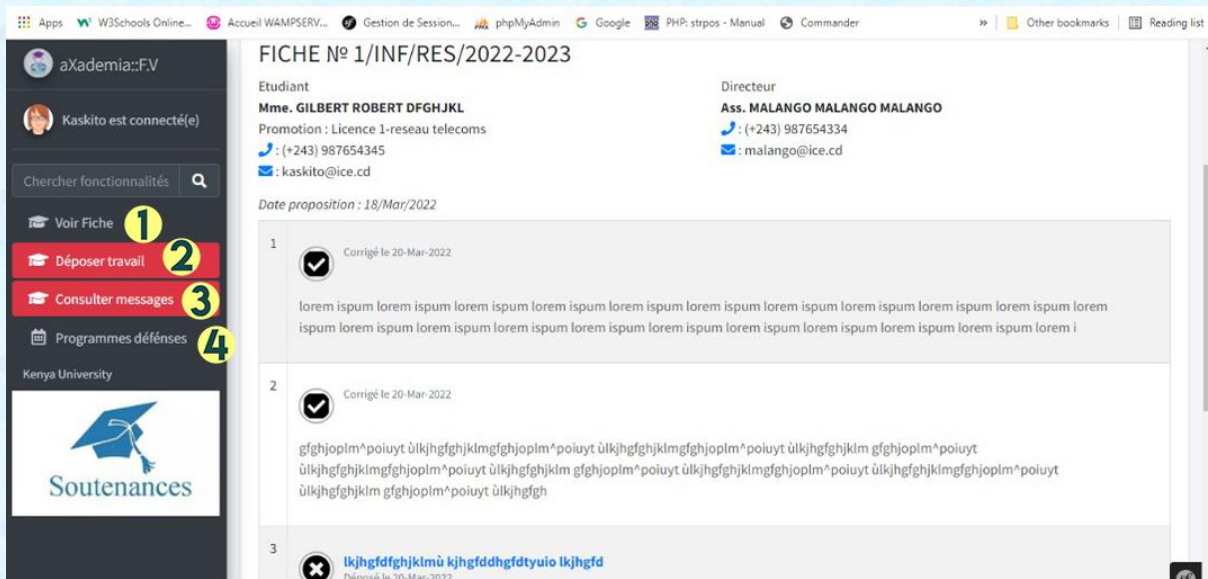 Apps W3Schools Online... Accueil WAMPSERV... Gestion de Session... phpMyAdmin Google PHP: strpos - Manual Commander » Other bookmarks Reading list
aXademia::F.V
Kaskito est connecté(e)
Chercher fonctionnalités
Voir Fiche 1
Déposer travail 2
Consulter messages 3
Programmes défénses 4
Kenya University
Soutenances
FICHE № 1/INF/RES/2022-2023
Etudiant
Mme. GILBERT ROBERT DFGHJKL
Promotion : Licence 1-reseau telecoms
: (+243) 987654345
: kaskito@ice.cd
Directeur
Ass. MALANGO MALANGO MALANGO
: (+243) 987654334
: malango@ice.cd
Date proposition : 18/Mar/2022
1
Corrigé le 20-Mar-2022
lorem ispum lorem ispum lorem ispum lorem ispum lorem ispum lorem ispum lorem ispum lorem ispum lorem ispum lorem ispum lorem
ispum lorem ispum lorem ispum lorem ispum lorem ispum lorem ispum lorem ispum lorem ispum lorem ispum lorem ispum lorem i
2
Corrigé le 20-Mar-2022
gfghjoplm^poiuyt ùlkjhgfghjklmgfghjoplm^poiuyt ùlkjhgfghjklmgfghjoplm^poiuyt ùlkjhgfghjklm gfghjoplm^poiuyt
ùlkjhgfghjklmgfghjoplm^poiuyt ùlkjhgfghjklm gfghjoplm^poiuyt ùlkjhgfghjklmgfghjoplm^poiuyt ùlkjhgfghjklmgfghjoplm^poiuyt
ùlkjhgfghjklm gfghjoplm^poiuyt ùlkjhgfgh
3
lkjhgfdfghjklmù kjhgfddhgfdtyuio lkjhgfd
Déposé le 20-Mar-2022